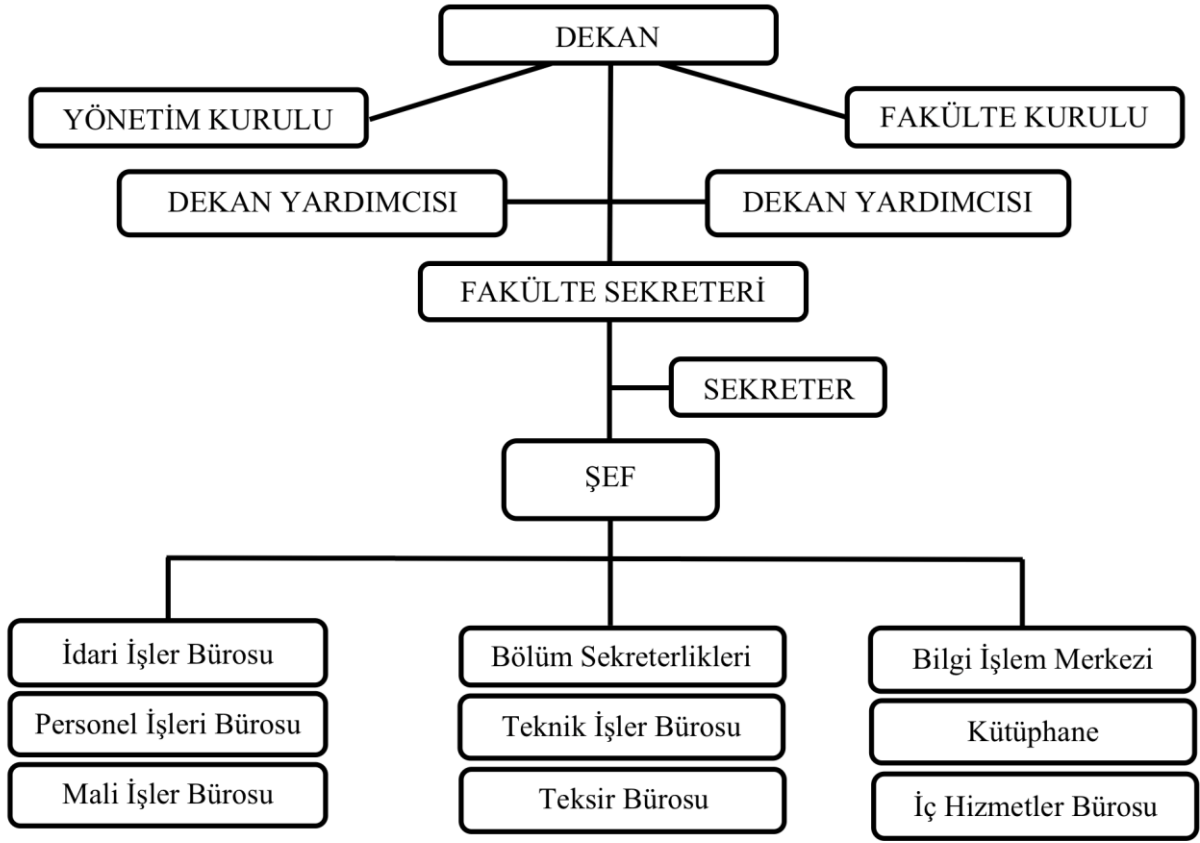 DEKAN
YÖNETİM KURULU
FAKÜLTE KURULU
DEKAN YARDIMCISI
DEKAN YARDIMCISI
FAKÜLTE SEKRETERİ
SEKRETER
ŞEF
İdari İşler Bürosu
Personel İşleri Bürosu
Mali İşler Bürosu
Bölüm Sekreterlikleri
Teknik İşler Bürosu
Teksir Bürosu
Bilgi İşlem Merkezi
Kütüphane
İç Hizmetler Bürosu